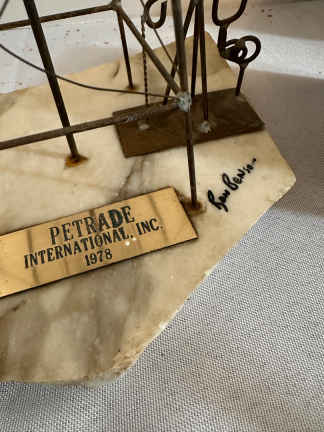 PETRADE
INTERNATIONAL, INC.
1978